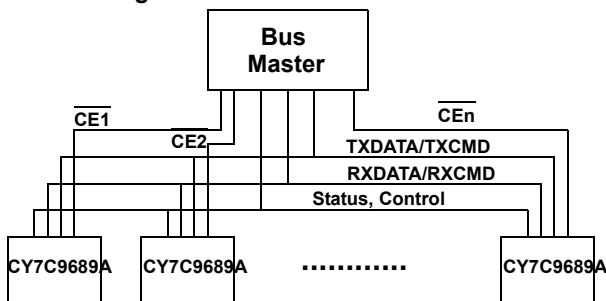 Bus
Master
CE1
CE2
CEn
TXDATA/TXCMD
RXDATA/RXCMD
Status, Control
CY7C9689A
CY7C9689A
............
CY7C9689A